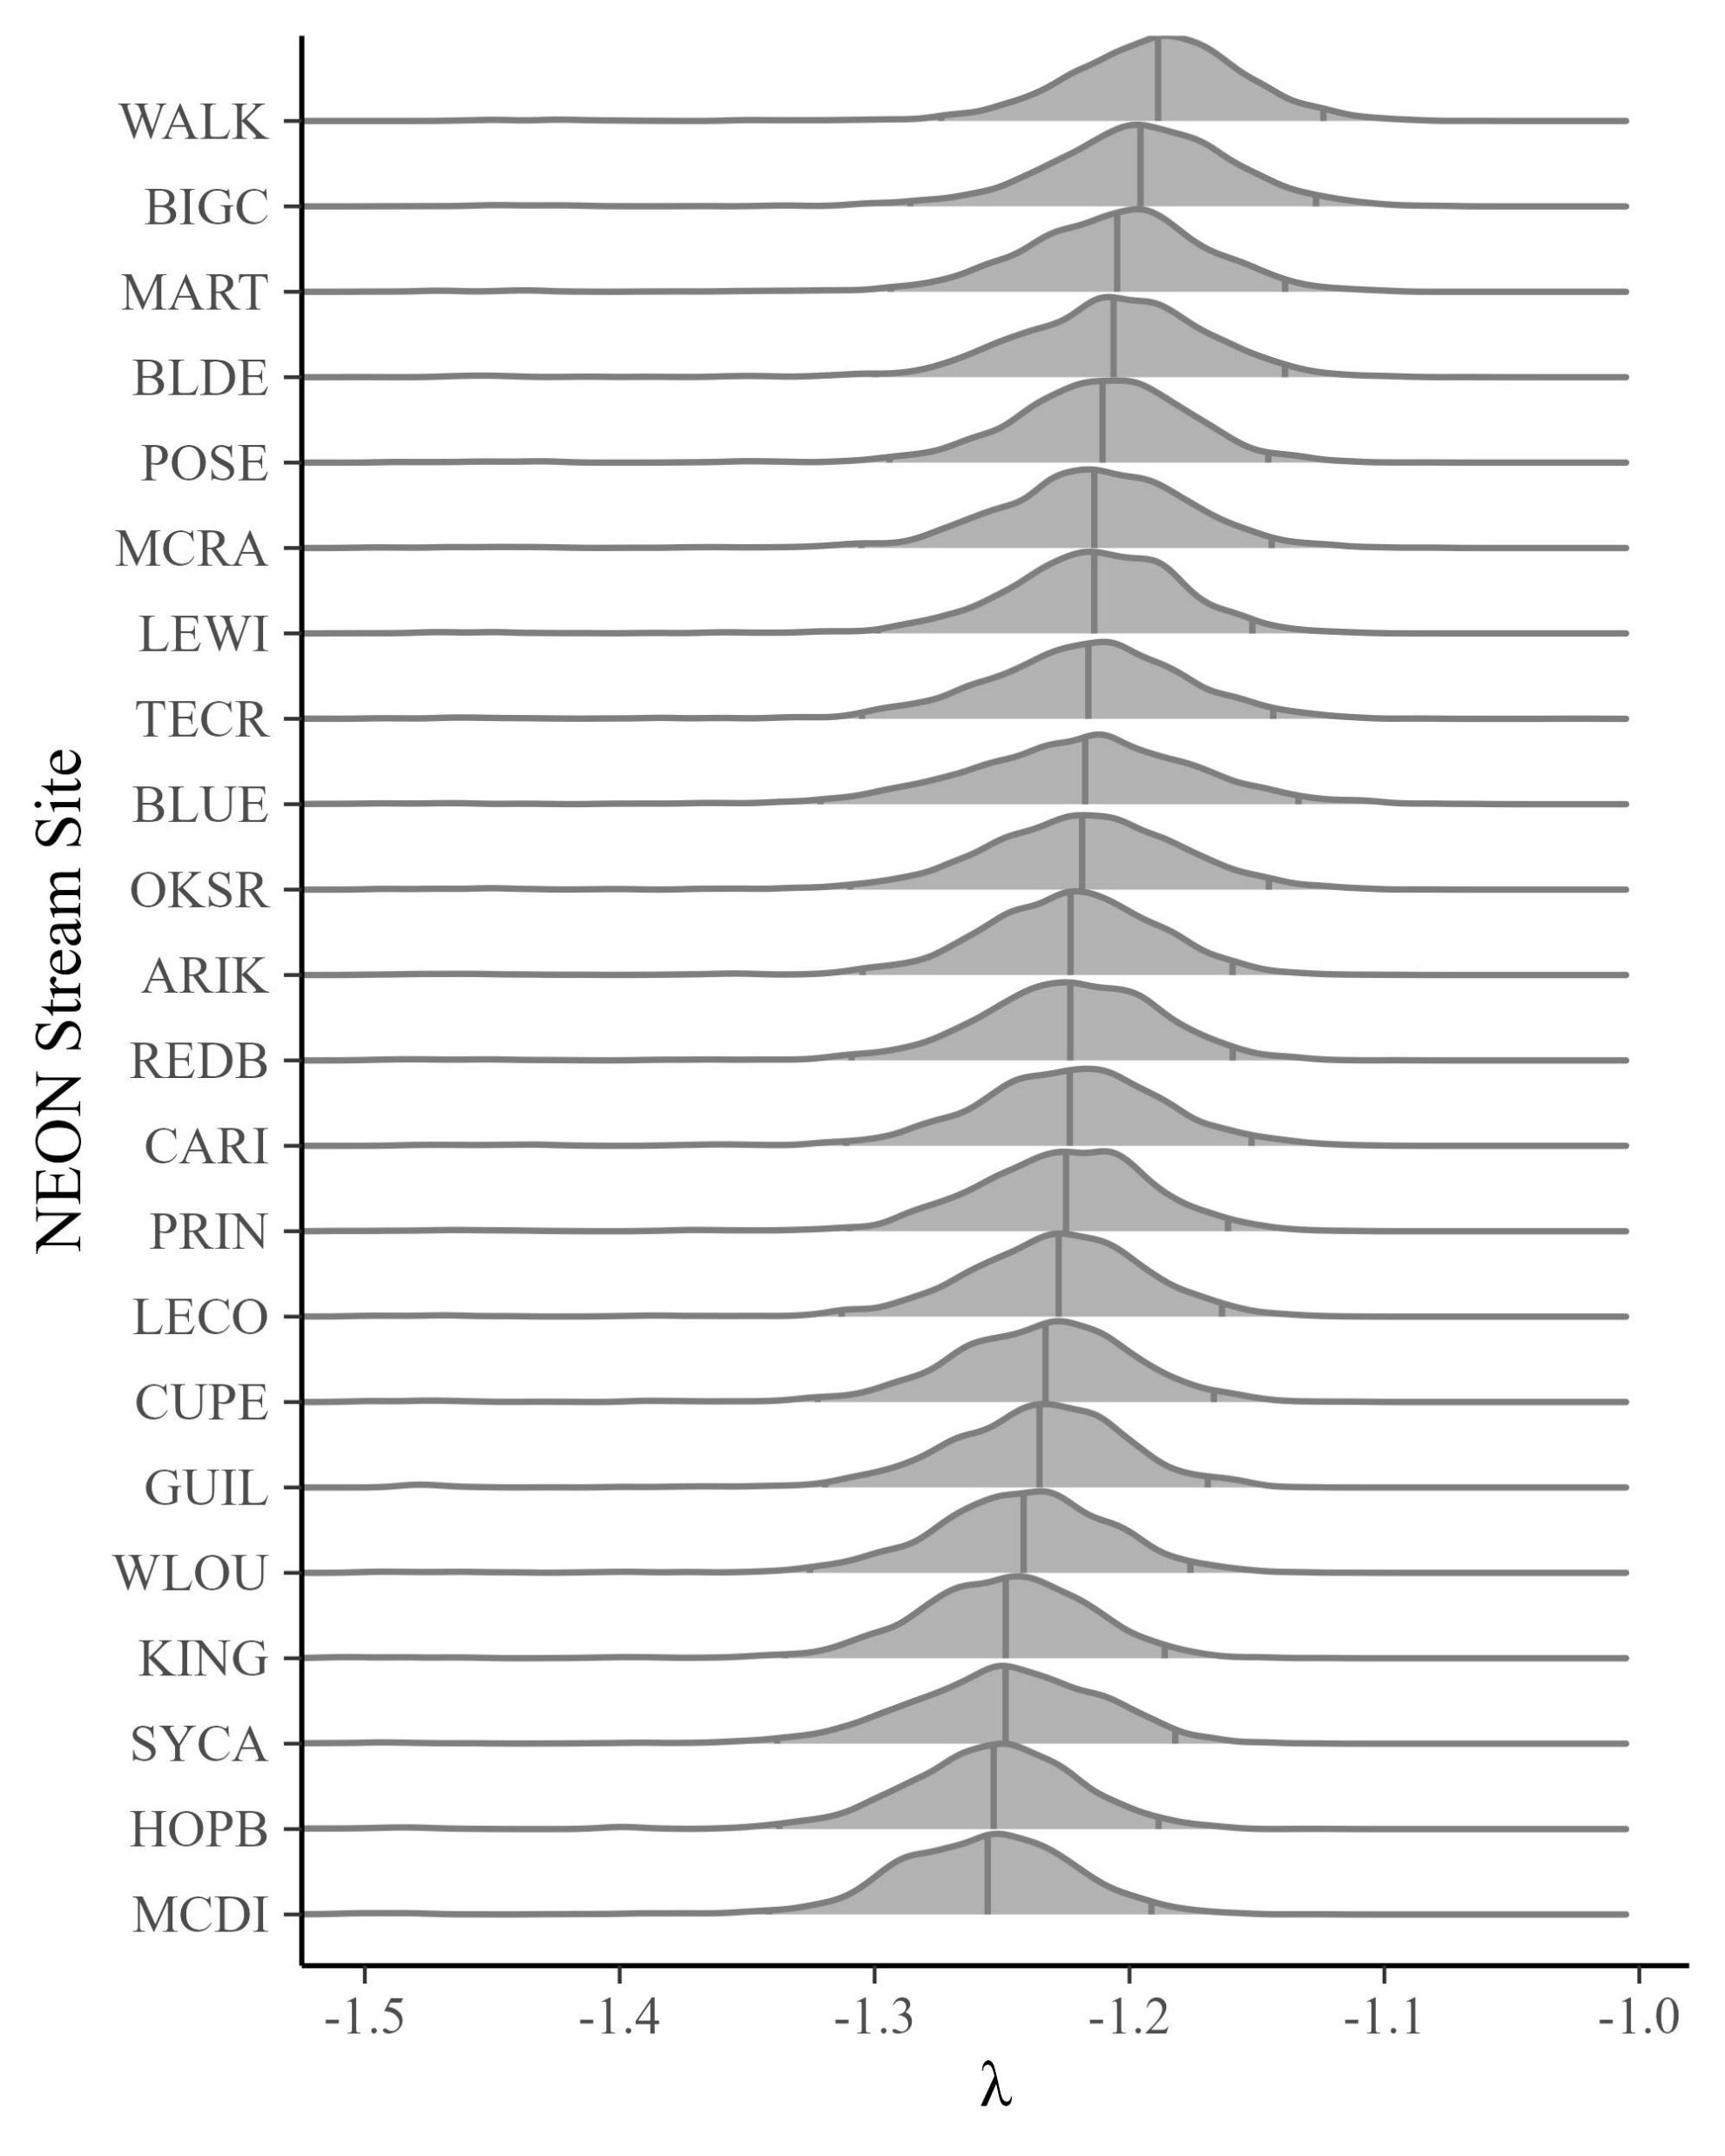 NEON Stream Site
WALK
BIGC
MART
BLDE
POSE
MCRA
LEWI
TECR
BLUE
OKSR
ARIK
REDB
CARI
PRIN
LECO
CUPE
GUIL
WLOU
KING
SYCA
HOPB
MCDI
-1.5 -1.4 -1.3 -1.2 -1.1 -1.0
λ